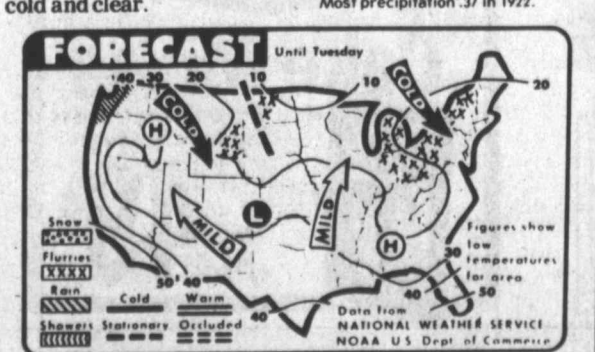 cold and clear.
Most precipitation .37 in 1922.
FORECAST
Until Tuesday
40 30 20 10 10 20
COLD
COLD
H
MILD
L
MILD
H
Snow
Flurries
XXXX
Rain
Showers
50 40
Cold
Warm
Stationary
Occluded
40
40
30
50
Figures show
low
temperatures
for area
Data from
NATIONAL WEATHER SERVICE
NOAA US Dept of Commerce